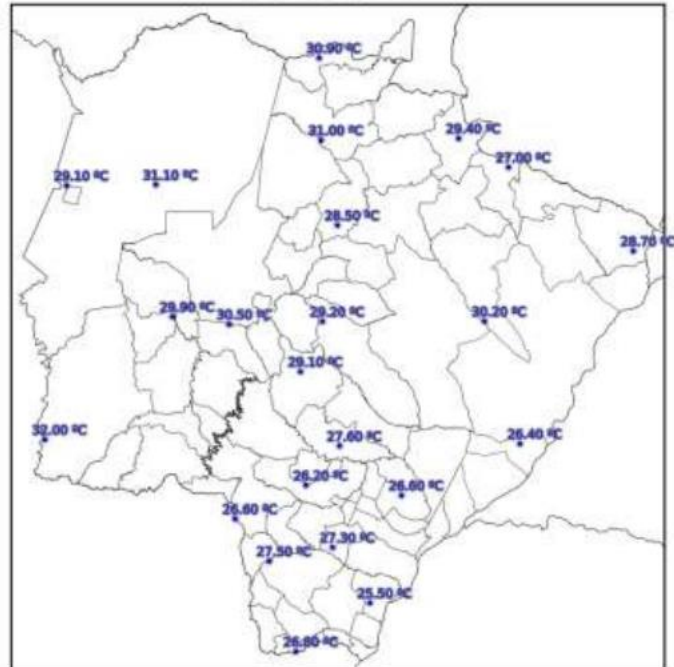 30.90 ºC
31.00 ºC
29.40 ºC
27.00 ºC
29.10 ºC
31.10 ºC
28.50 ºC
28.70 ºC
29.90 ºC
30.50 ºC
29.20 ºC
30.20 ºC
29.10 ºC
32.00 ºC
27.60 ºC
26.40 ºC
26.20 ºC
26.60 ºC
26.60 ºC
27.30 ºC
27.50 ºC
25.50 ºC
26.80 ºC